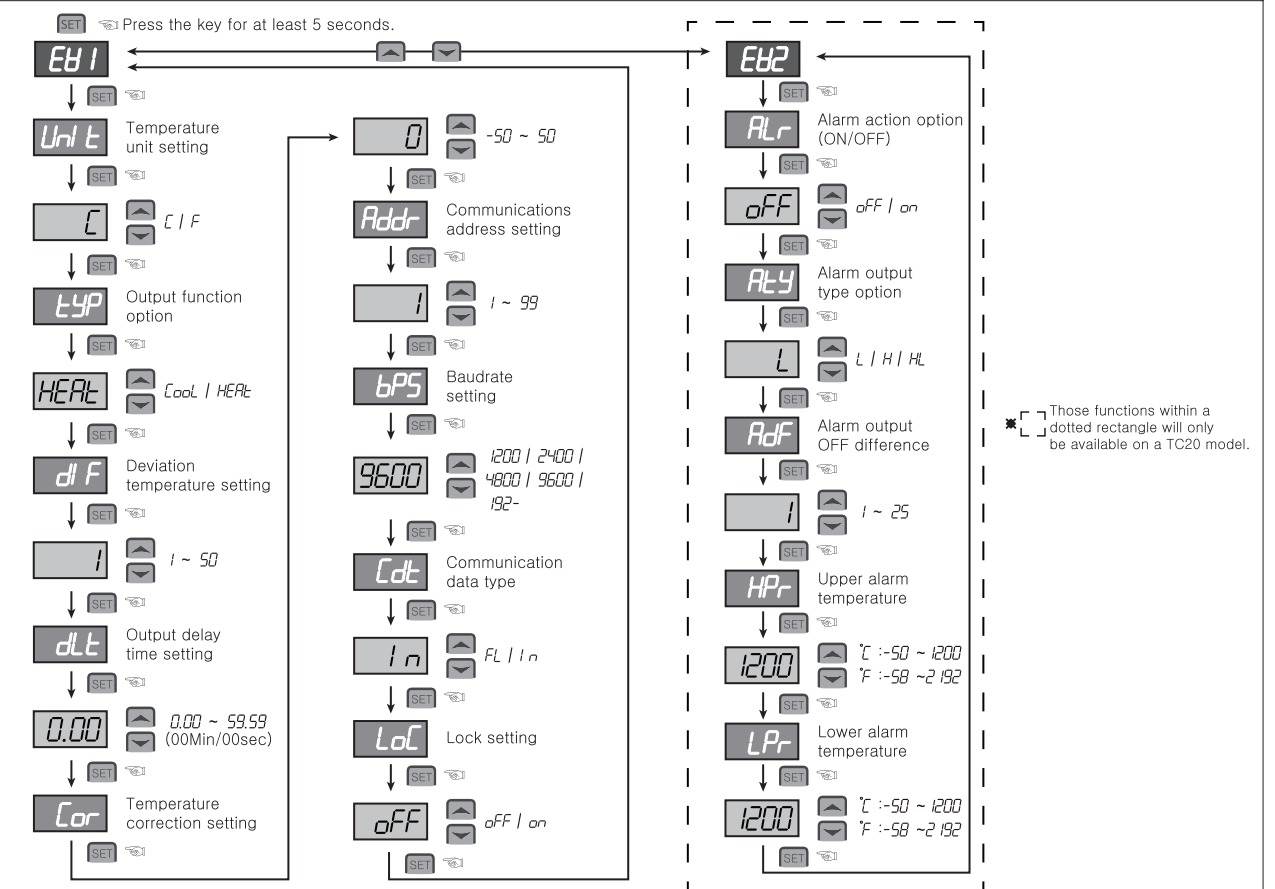 SET Press the key for at least 5 seconds.
Et1
SET
Unit
Temperature
unit setting
SET
C
C / F
SET
tYP
Output function
option
SET
HEAt
CooL / HEAt
SET
dIF
Deviation
temperature setting
SET
1
1 ~ 50
SET
dLt
Output delay
time setting
SET
0.00
0.00 ~ 59.59
(00Min/00sec)
SET
Cor
Temperature
correction setting
SET
0
-50 ~ 50
SET
Addr
Communications
address setting
SET
1
1 ~ 99
SET
bPS
Baudrate
setting
SET
9600
1200 / 2400 /
4800 / 9600 /
192-
SET
Cdt
Communication
data type
SET
In
FL / In
SET
LoC
Lock setting
SET
oFF
oFF / on
SET
Et2
SET
ALr
Alarm action option
(ON/OFF)
SET
oFF
oFF / on
SET
AtY
Alarm output
type option
SET
L
L / H / HL
SET
AdF
Alarm output
OFF difference
SET
1
1 ~ 25
SET
HPr
Upper alarm
temperature
SET
1200
°C :-50 ~ 1200
°F :-58 ~2192
SET
LPr
Lower alarm
temperature
SET
1200
°C :-50 ~ 1200
°F :-58 ~2192
SET
※ Those functions within a
dotted rectangle will only
be available on a TC20 model.